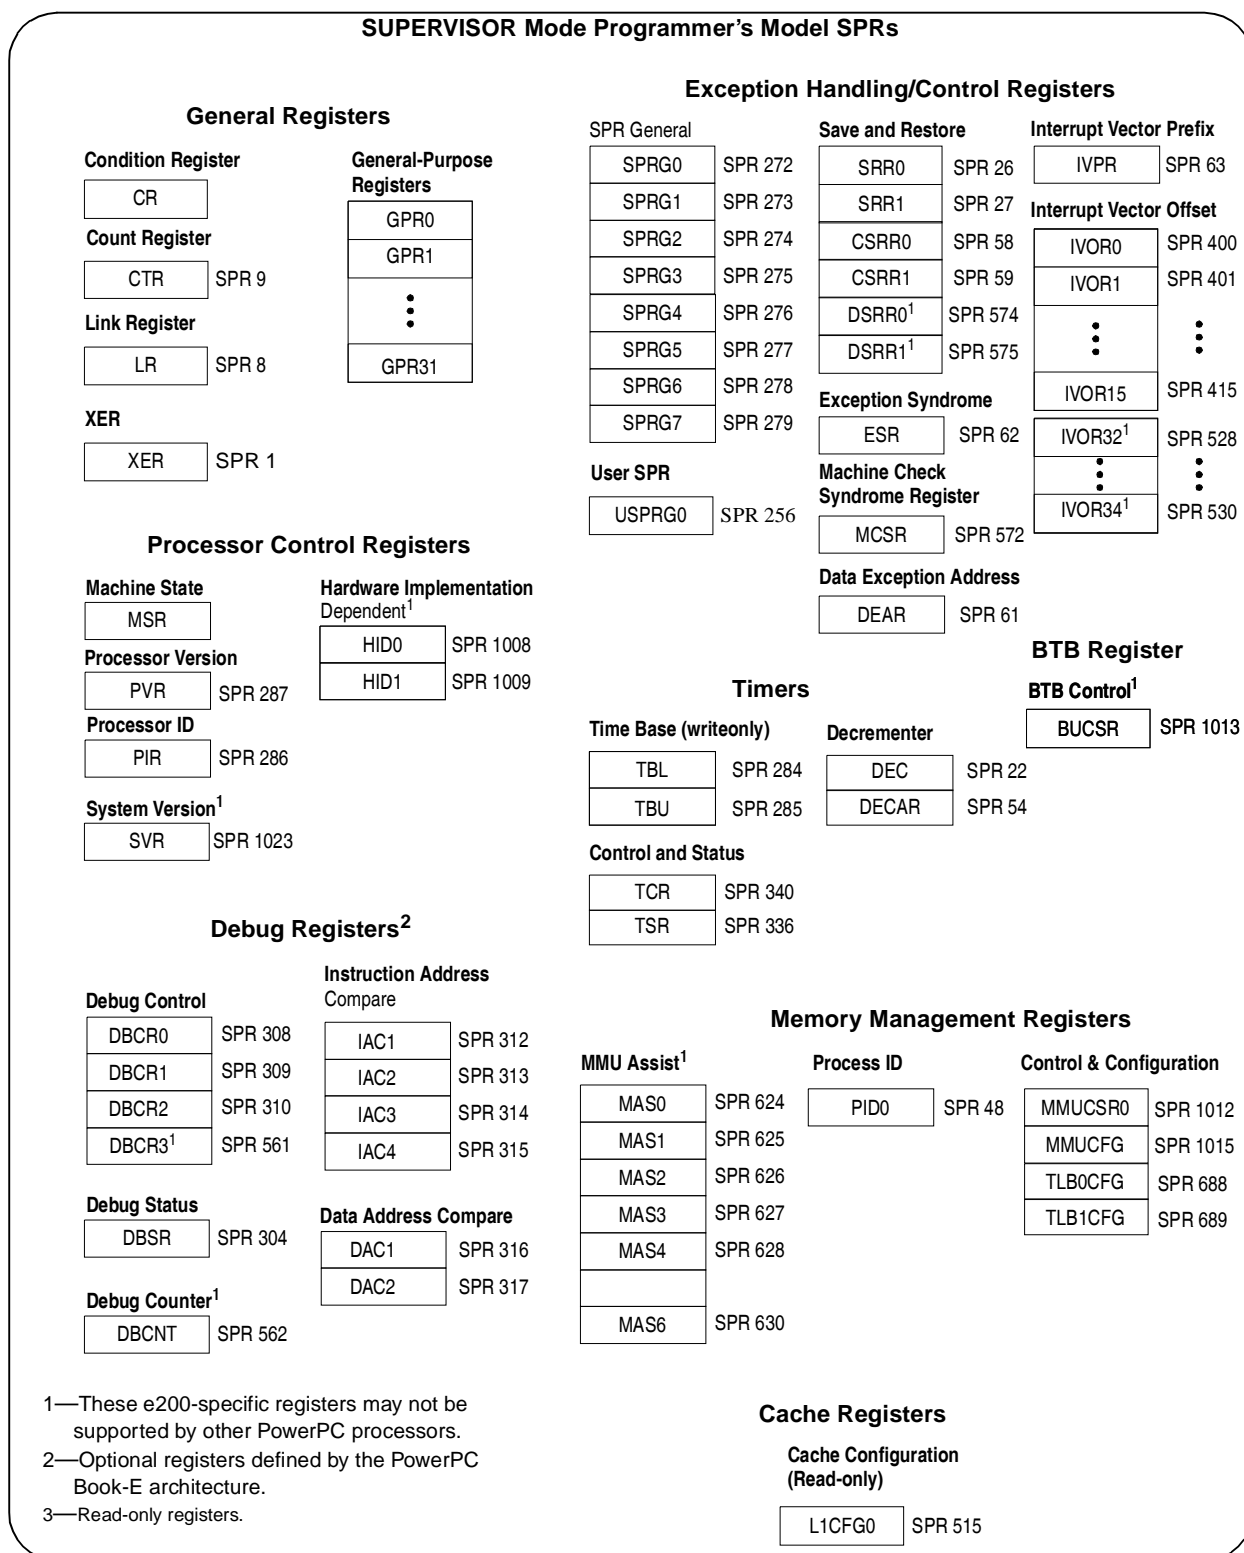 SUPERVISOR Mode Programmer's Model SPRs
General Registers
Condition Register
CR
Count Register
CTR SPR 9
Link Register
LR SPR 8
XER
XER SPR 1
General-Purpose
Registers
GPR0
GPR1
GPR31
Exception Handling/Control Registers
SPR General
SPRG0 SPR 272
SPRG1 SPR 273
SPRG2 SPR 274
SPRG3 SPR 275
SPRG4 SPR 276
SPRG5 SPR 277
SPRG6 SPR 278
SPRG7 SPR 279
User SPR
USPRG0 SPR 256
Save and Restore
SRR0 SPR 26
SRR1 SPR 27
CSRR0 SPR 58
CSRR1 SPR 59
DSRR0¹ SPR 574
DSRR1¹ SPR 575
Exception Syndrome
ESR SPR 62
Machine Check
Syndrome Register
MCSR SPR 572
Data Exception Address
DEAR SPR 61
Interrupt Vector Prefix
IVPR SPR 63
Interrupt Vector Offset
IVOR0 SPR 400
IVOR1 SPR 401
IVOR15 SPR 415
IVOR32¹ SPR 528
IVOR34¹ SPR 530
Processor Control Registers
Machine State
MSR
Processor Version
PVR SPR 287
Processor ID
PIR SPR 286
System Version¹
SVR SPR 1023
Hardware Implementation
Dependent¹
HID0 SPR 1008
HID1 SPR 1009
BTB Register
BTB Control¹
BUCSR SPR 1013
Timers
Time Base (writeonly)
TBL SPR 284
TBU SPR 285
Decrementer
DEC SPR 22
DECAR SPR 54
Control and Status
TCR SPR 340
TSR SPR 336
Debug Registers²
Debug Control
DBCR0 SPR 308
DBCR1 SPR 309
DBCR2 SPR 310
DBCR3¹ SPR 561
Debug Status
DBSR SPR 304
Debug Counter¹
DBCNT SPR 562
Instruction Address
Compare
IAC1 SPR 312
IAC2 SPR 313
IAC3 SPR 314
IAC4 SPR 315
Data Address Compare
DAC1 SPR 316
DAC2 SPR 317
Memory Management Registers
MMU Assist¹
MAS0 SPR 624
MAS1 SPR 625
MAS2 SPR 626
MAS3 SPR 627
MAS4 SPR 628
MAS6 SPR 630
Process ID
PID0 SPR 48
Control & Configuration
MMUCSR0 SPR 1012
MMUCFG SPR 1015
TLB0CFG SPR 688
TLB1CFG SPR 689
1—These e200-specific registers may not be
supported by other PowerPC processors.
2—Optional registers defined by the PowerPC
Book-E architecture.
3—Read-only registers.
Cache Registers
Cache Configuration
(Read-only)
L1CFG0 SPR 515